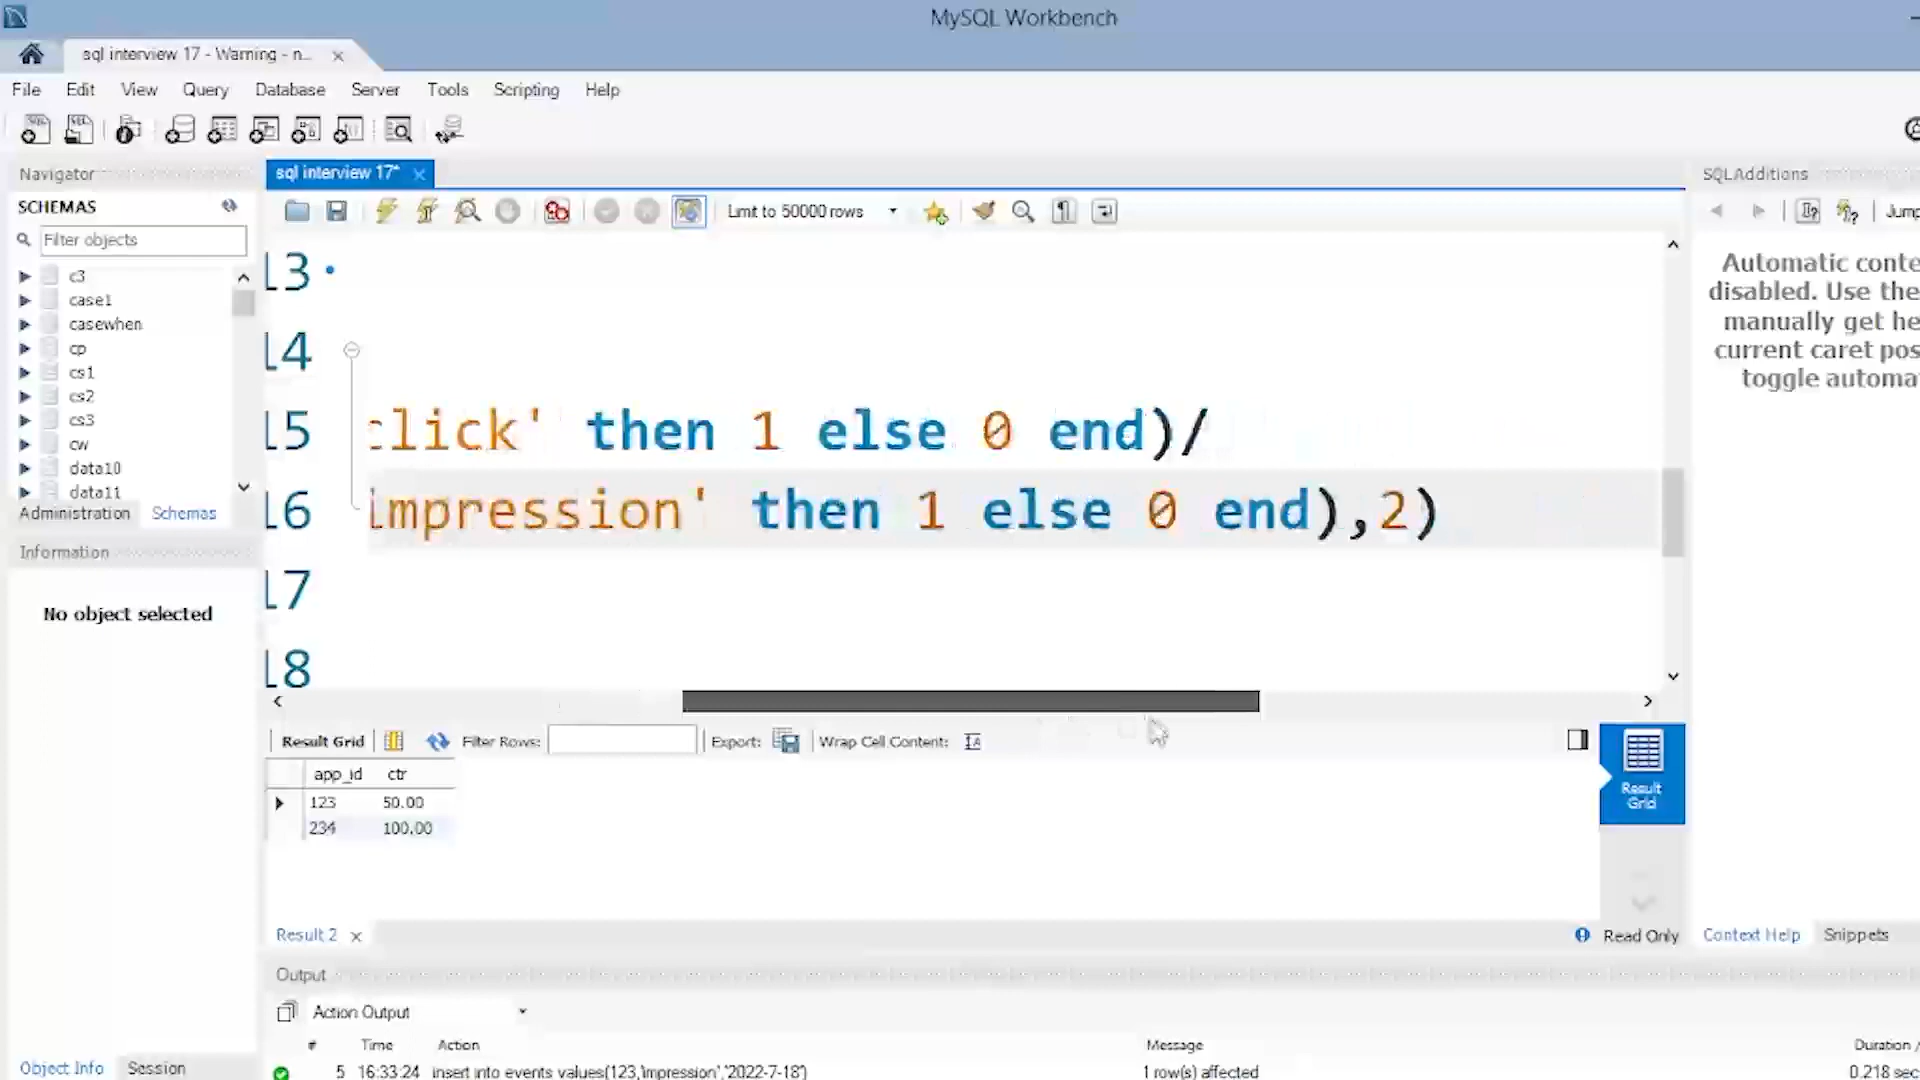 MySQL Workbench
sql interview 17 - Warning - n...
File Edit View Query Database Server Tools Scripting Help
Navigator
SCHEMAS
Filter objects
c3
case1
casewhen
cp
cs1
cs2
cs3
cw
data10
data11
Administration Schemas
Information
No object selected
Object Info Session
sql interview 17*
Limit to 50000 rows
13
14
15 click' then 1 else 0 end)/
16 impression' then 1 else 0 end),2)
17
18
Result Grid Filter Rows: Export: Wrap Cell Content:
app_id ctr
123 50.00
234 100.00
Result Grid
Result 2
Read Only
Output
Action Output
# Time Action Message Duration /
5 16:33:24 insert into events values(123,'impression','2022-7-18') 1 row(s) affected 0.218 sec
SQLAdditions
Jump
Automatic conte
disabled. Use the
manually get he
current caret pos
toggle automa
Context Help Snippets